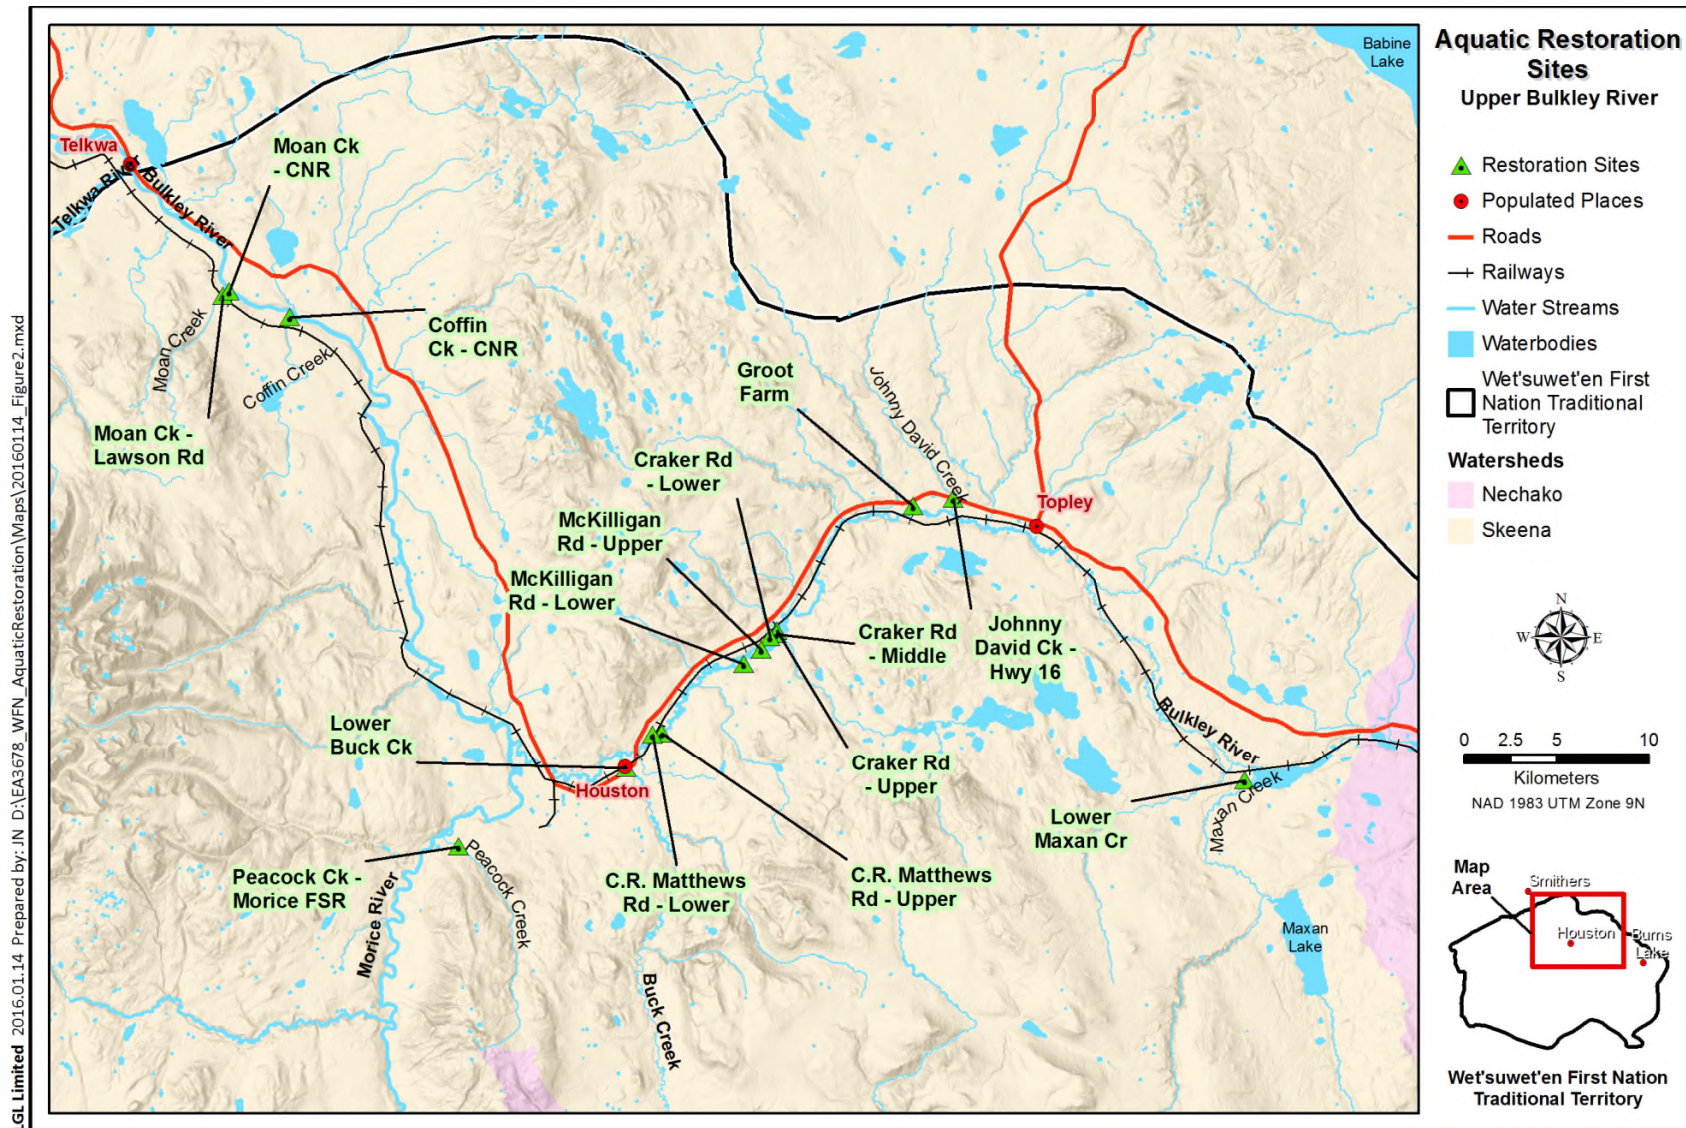 Aquatic Restoration
Sites
Upper Bulkley River
Restoration Sites
Populated Places
Roads
Railways
Water Streams
Waterbodies
Wet'suwet'en First
Nation Traditional
Territory
Watersheds
Nechako
Skeena
N
W
E
S
0 2.5 5 10
Kilometers
NAD 1983 UTM Zone 9N
Map
Area
Smithers
Houston
Burns
Lake
Wet'suwet'en First Nation
Traditional Territory
Babine
Lake
Telkwa
Telkwa River
Bulkley River
Moan Ck
- CNR
Moan Creek
Coffin
Ck - CNR
Coffin Creek
Moan Ck -
Lawson Rd
Groot
Farm
Johnny David Creek
Craker Rd
- Lower
McKilligan
Rd - Upper
McKilligan
Rd - Lower
Topley
Craker Rd
- Middle
Johnny
David Ck -
Hwy 16
Lower
Buck Ck
Houston
Craker Rd
- Upper
Bulkley River
Lower
Maxan Cr
Maxan Creek
Peacock Ck -
Morice FSR
Peacock Creek
Morice River
C.R. Matthews
Rd - Lower
C.R. Matthews
Rd - Upper
Buck Creek
Maxan
Lake
LGL Limited 2016.01.14 Prepared by: JN D:\EA3678_WFN_AquaticRestoration\Maps\20160114_Figure2.mxd